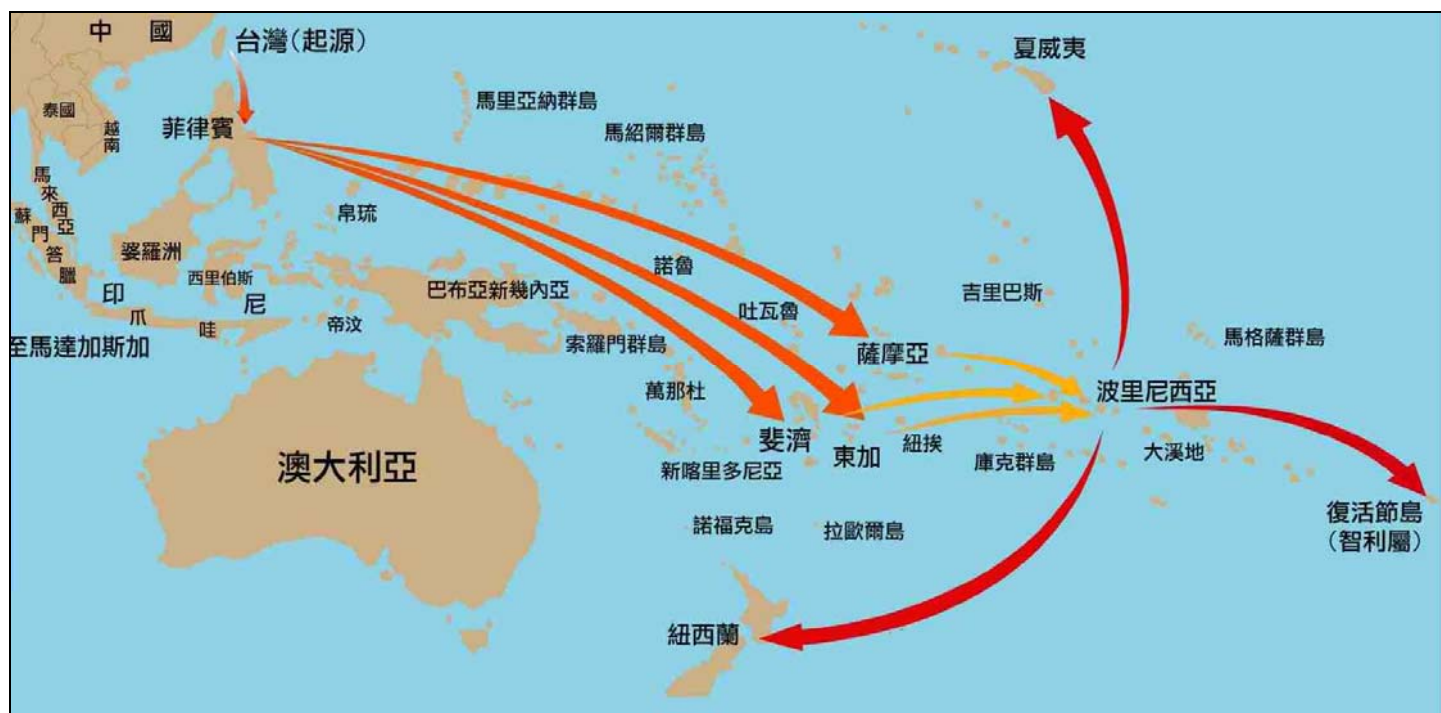 中國
台灣(起源)
夏威夷
泰國
越南
菲律賓
馬里亞納群島
馬紹爾群島
馬來西亞
蘇門答臘
婆羅洲
西里伯斯
帛琉
印尼
爪哇
帝汶
至馬達加斯加
巴布亞新幾內亞
諾魯
吉里巴斯
吐瓦魯
索羅門群島
薩摩亞
馬格薩群島
萬那杜
波里尼西亞
斐濟
東加
紐挨
庫克群島
大溪地
澳大利亞
新喀里多尼亞
諾福克島
拉歐爾島
復活節島
(智利屬)
紐西蘭